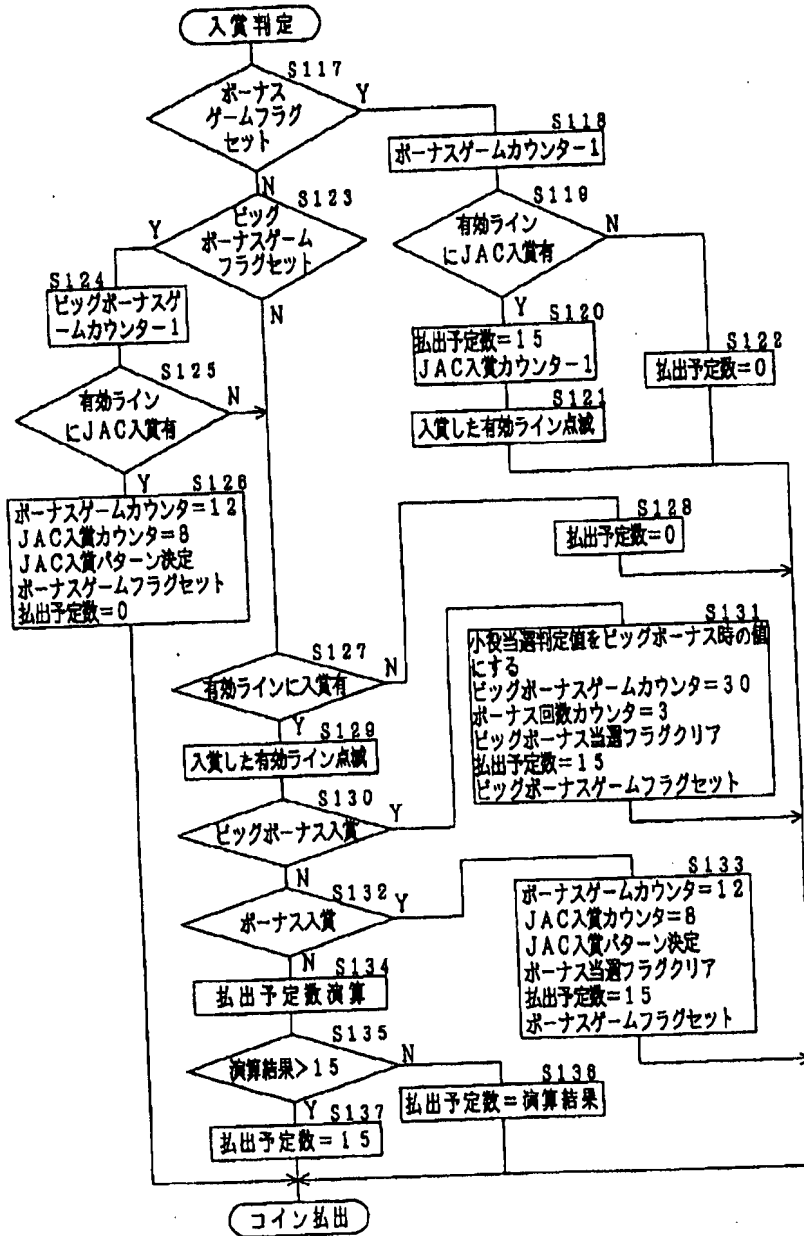 入賞判定
S117
ボーナス
ゲームフラグ
セット
Y
N
S118
ボーナスゲームカウンター1
S119
有効ライン
にJAC入賞有
N
Y
S120
払出予定数=15
JAC入賞カウンター1
S121
入賞した有効ライン点滅
S122
払出予定数=0
S123
ビッグ
ボーナスゲーム
フラグセット
Y
N
S124
ビッグボーナスゲ
ームカウンター1
S125
有効ライン
にJAC入賞有
N
Y
S126
ボーナスゲームカウンタ=12
JAC入賞カウンタ=8
JAC入賞パターン決定
ボーナスゲームフラグセット
払出予定数=0
S127
有効ラインに入賞有
N
Y
S128
払出予定数=0
S129
入賞した有効ライン点滅
S130
ビッグボーナス入賞
Y
N
S131
小役当選判定値をビッグボーナス時の値
にする
ビッグボーナスゲームカウンタ=30
ボーナス回数カウンタ=3
ビッグボーナス当選フラグクリア
払出予定数=15
ビッグボーナスゲームフラグセット
S132
ボーナス入賞
Y
N
S133
ボーナスゲームカウンタ=12
JAC入賞カウンタ=8
JAC入賞パターン決定
ボーナス当選フラグクリア
払出予定数=15
ボーナスゲームフラグセット
S134
払出予定数演算
S135
演算結果>15
N
Y
S136
払出予定数=演算結果
S137
払出予定数=15
コイン払出